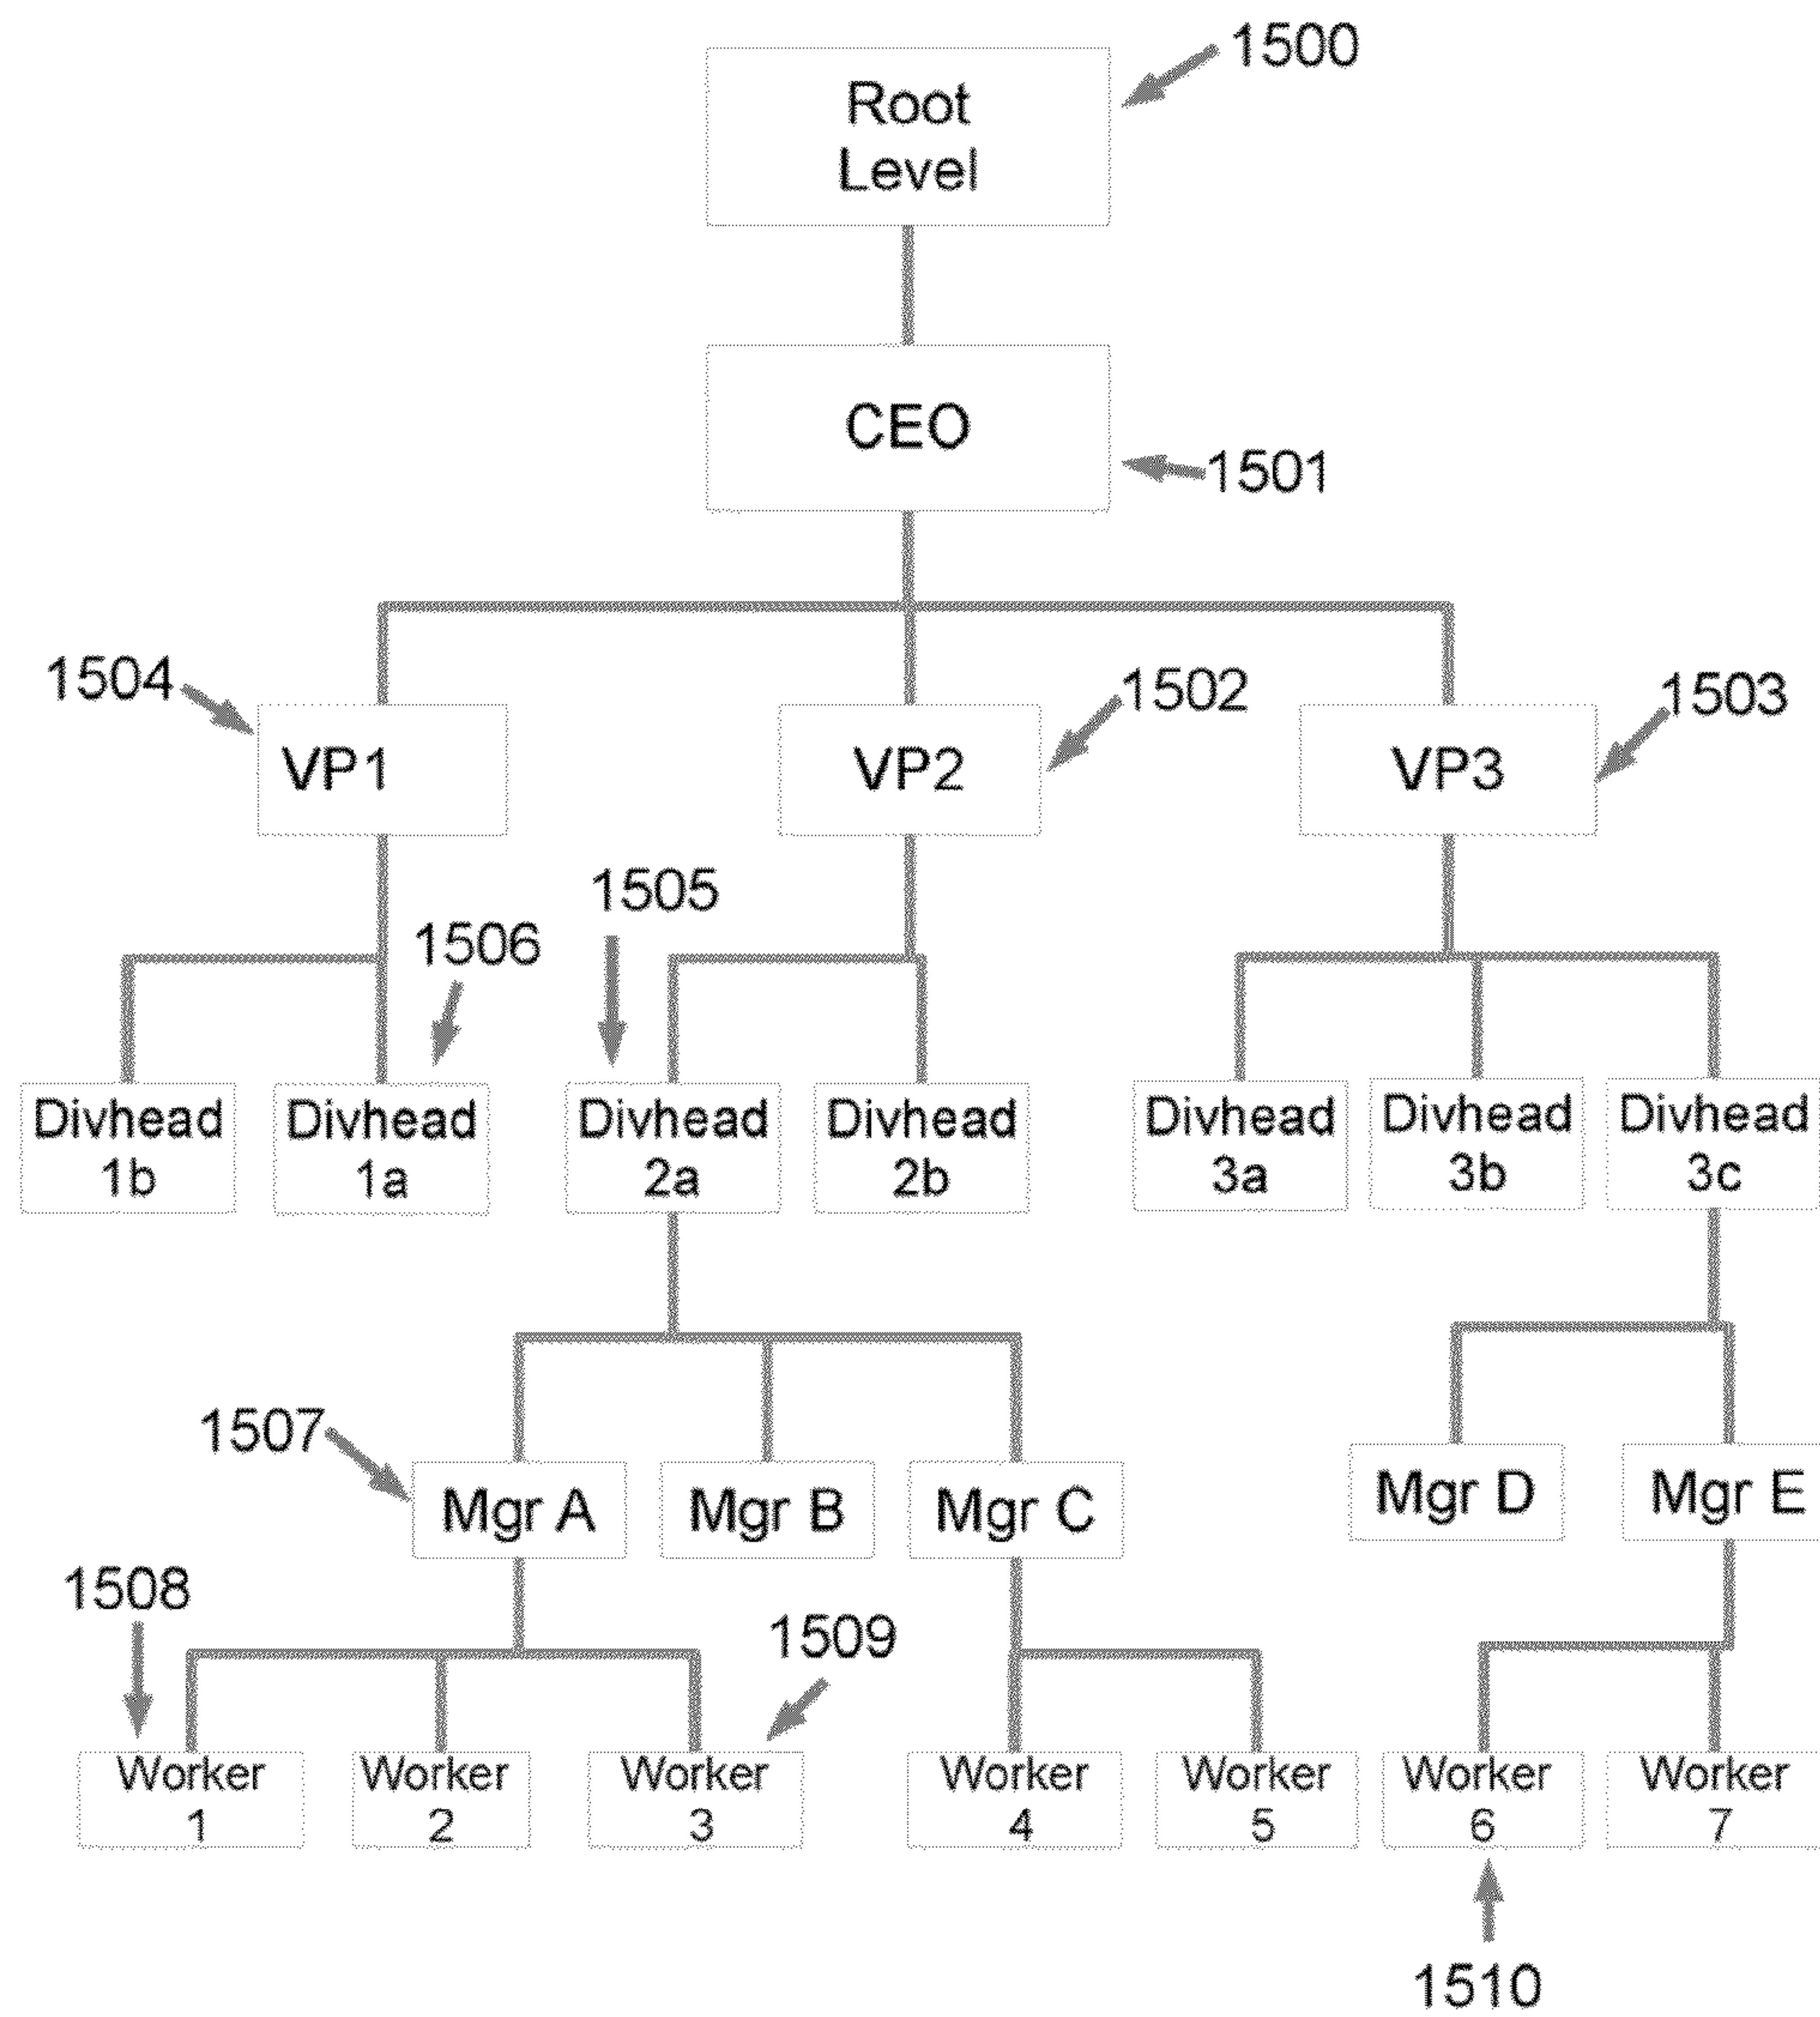 1500
Root
Level
CEO
1501
1504
1502
1503
VP1
VP2
VP3
1505
1506
Divhead
1b
Divhead
1a
Divhead
2a
Divhead
2b
Divhead
3a
Divhead
3b
Divhead
3c
1507
Mgr A
Mgr B
Mgr C
Mgr D
Mgr E
1508
1509
Worker
1
Worker
2
Worker
3
Worker
4
Worker
5
Worker
6
Worker
7
1510